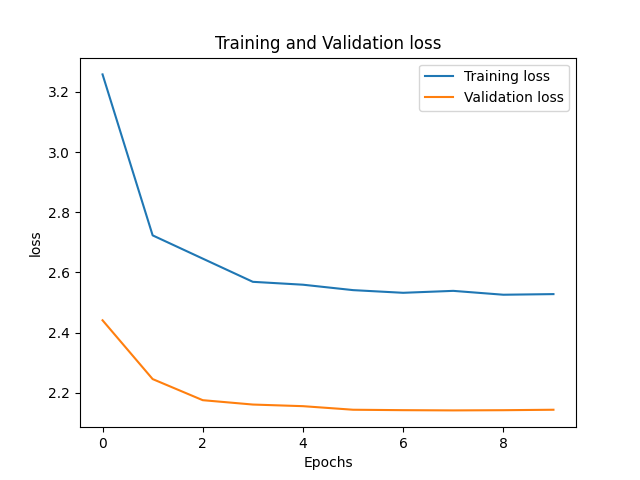 Training and Validation loss
Training loss
Validation loss
loss
3.2
3.0
2.8
2.6
2.4
2.2
0 2 4 6 8
Epochs